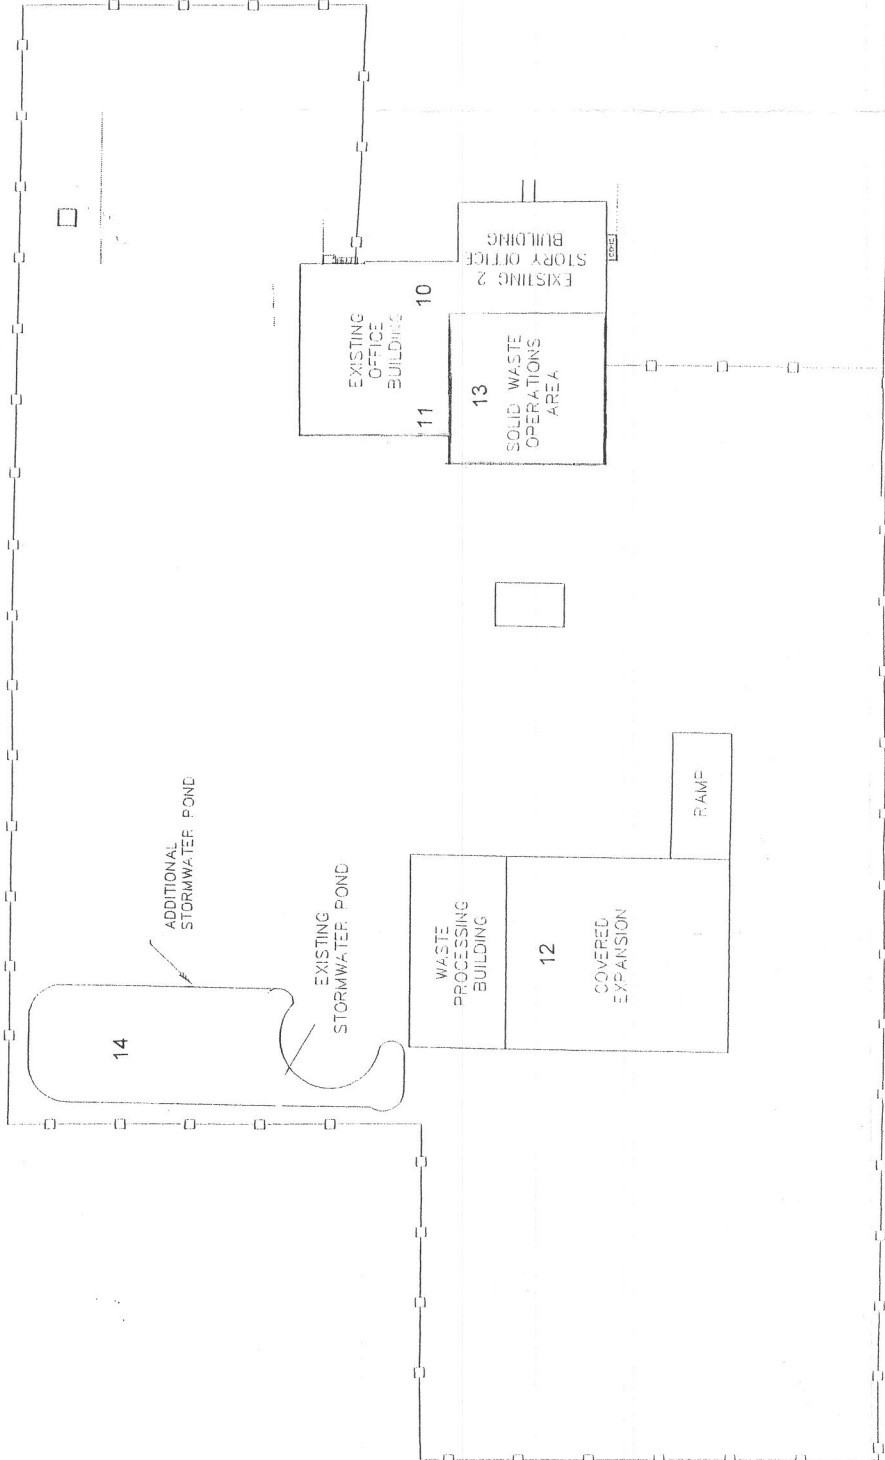 EXISTING 2
STORY OFFICE
BUILDING
10
EXISTING
OFFICE
BUILDING
11
13
SOLID WASTE
OPERATIONS
AREA
RAMP
ADDITIONAL
STORMWATER POND
EXISTING
STORMWATER POND
WASTE
PROCESSING
BUILDING
12
COVERED
EXPANSION
14